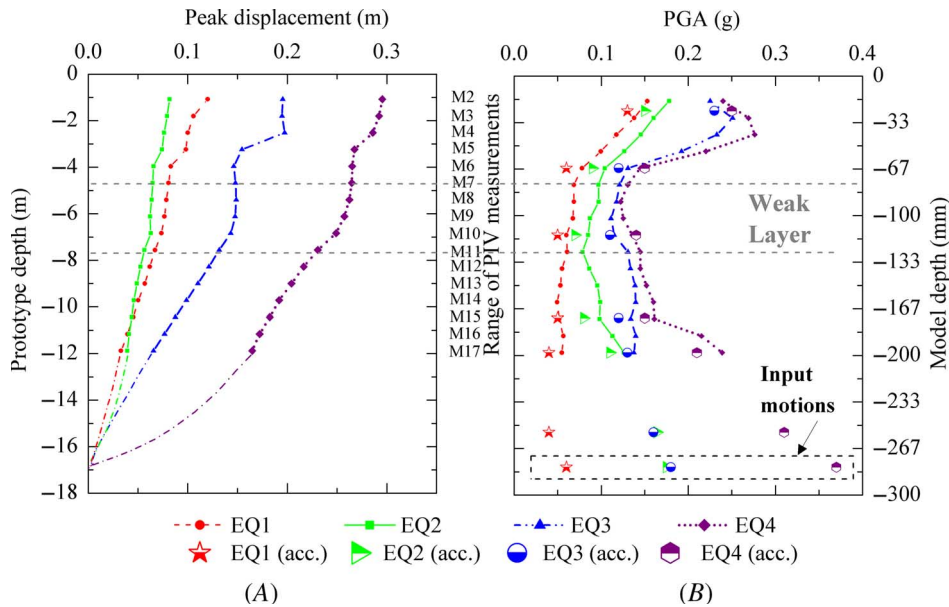 Peak displacement (m)
0.0 0.1 0.2 0.3
PGA (g)
0.0 0.1 0.2 0.3 0.4
Prototype depth (m)
0
−2
−4
−6
−8
−10
−12
−14
−16
−18
M2
M3
M4
M5
M6
M7
M8
M9
M10
M11
M12
M13
M14
M15
M16
M17
Range of PIV measurements
Weak
Layer
Input
motions
0
−33
−67
−100
−133
−167
−200
−233
−267
−300
Model depth (mm)
EQ1 EQ2 EQ3 EQ4
EQ1 (acc.) EQ2 (acc.) EQ3 (acc.) EQ4 (acc.)
(A) (B)